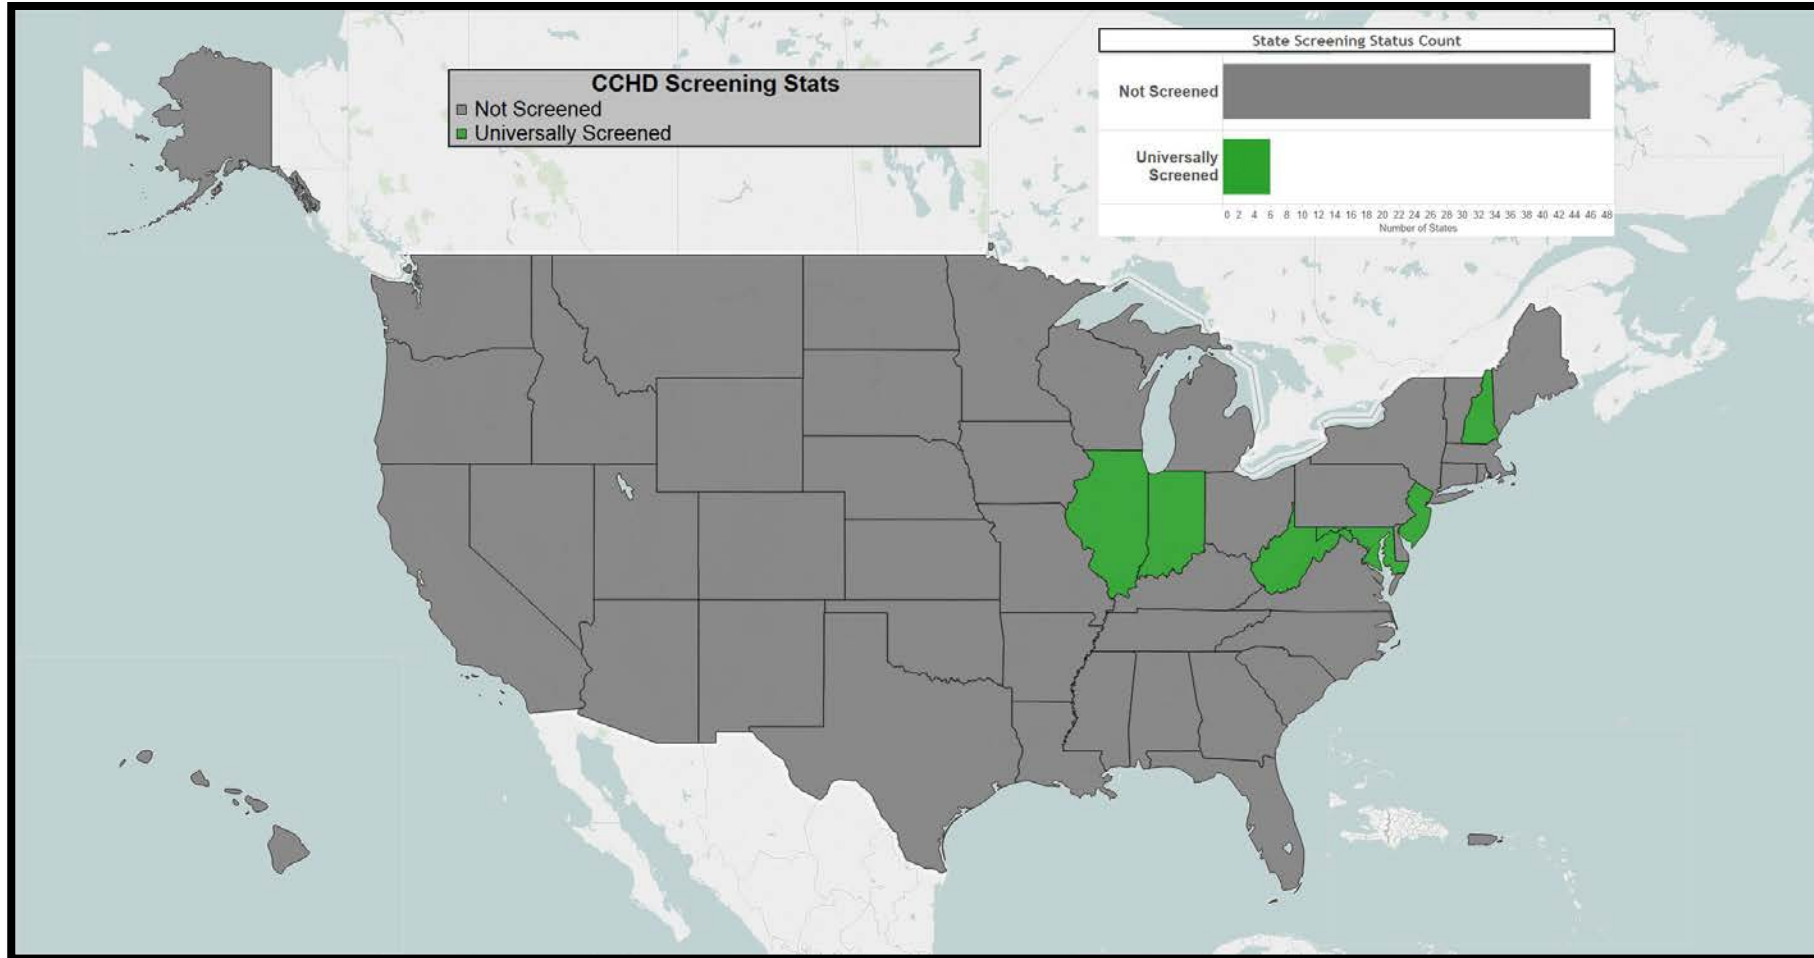 CCHD Screening Stats
Not Screened
Universally Screened
State Screening Status Count
Not Screened
Universally
Screened
0 2 4 6 8 10 12 14 16 18 20 22 24 26 28 30 32 34 36 38 40 42 44 46 48
Number of States